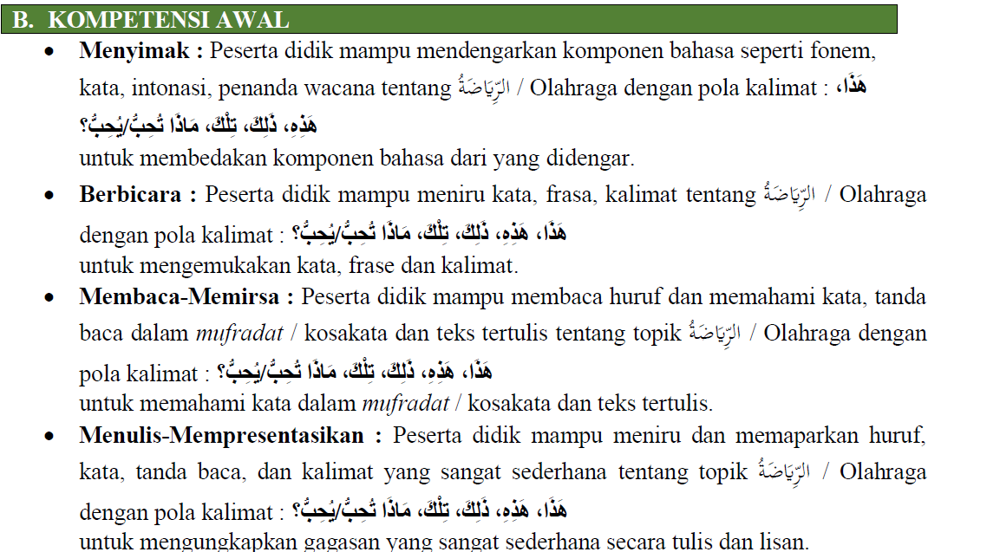 B. KOMPETENSI AWAL
• Menyimak : Peserta didik mampu mendengarkan komponen bahasa seperti fonem,
kata, intonasi, penanda wacana tentang الرِّيَاضَةُ / Olahraga dengan pola kalimat : هَذَا،
هَذِهِ، ذَلِكَ، تِلْكَ، مَاذَا تُحِبُّ/يُحِبُّ؟
untuk membedakan komponen bahasa dari yang didengar.
• Berbicara : Peserta didik mampu meniru kata, frasa, kalimat tentang الرِّيَاضَةُ / Olahraga
dengan pola kalimat : هَذَا، هَذِهِ، ذَلِكَ، تِلْكَ، مَاذَا تُحِبُّ/يُحِبُّ؟
untuk mengemukakan kata, frase dan kalimat.
• Membaca-Memirsa : Peserta didik mampu membaca huruf dan memahami kata, tanda
baca dalam mufradat / kosakata dan teks tertulis tentang topik الرِّيَاضَةُ / Olahraga dengan
pola kalimat : هَذَا، هَذِهِ، ذَلِكَ، تِلْكَ، مَاذَا تُحِبُّ/يُحِبُّ؟
untuk memahami kata dalam mufradat / kosakata dan teks tertulis.
• Menulis-Mempresentasikan : Peserta didik mampu meniru dan memaparkan huruf,
kata, tanda baca, dan kalimat yang sangat sederhana tentang topik الرِّيَاضَةُ / Olahraga
dengan pola kalimat : هَذَا، هَذِهِ، ذَلِكَ، تِلْكَ، مَاذَا تُحِبُّ/يُحِبُّ؟
untuk mengungkapkan gagasan yang sangat sederhana secara tulis dan lisan.